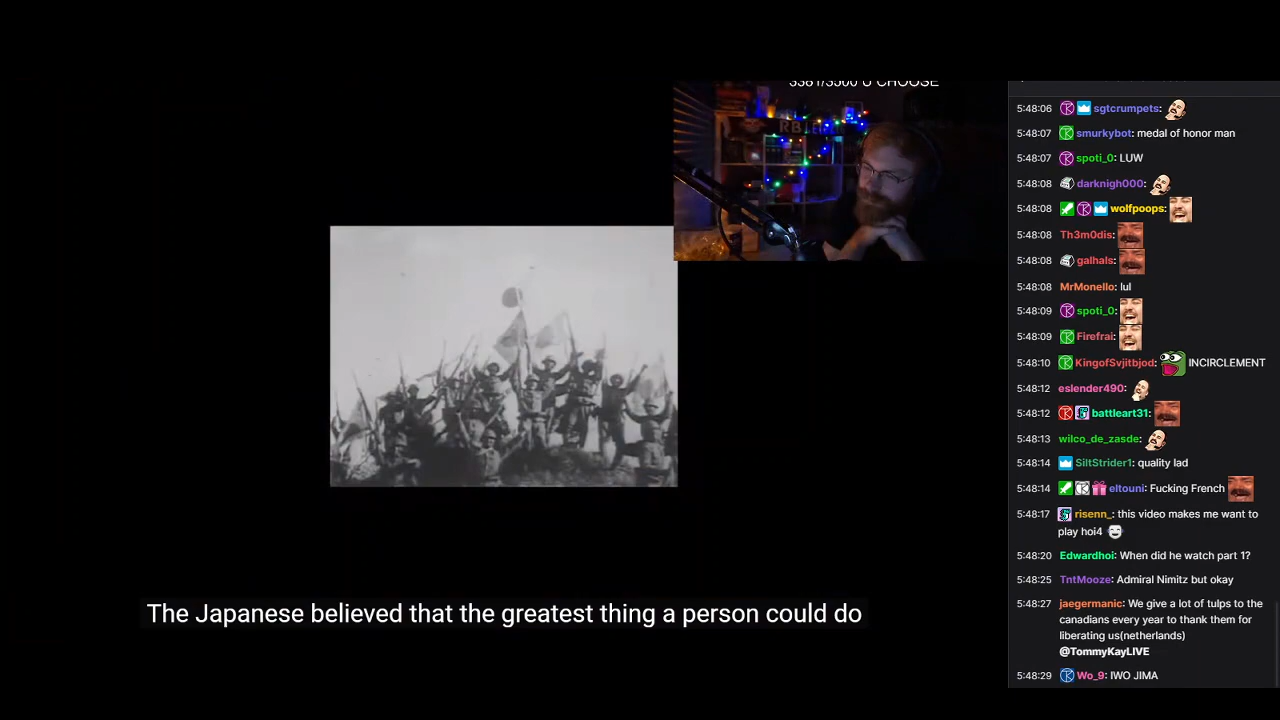 3381/3500 U CHOOSE
5:48:06 sgtcrumpets:
5:48:07 smurkybot: medal of honor man
5:48:07 spoti_0: LUW
5:48:08 darknigh000:
5:48:08 wolfpoops:
5:48:08 Th3m0dis:
5:48:08 galhals:
5:48:08 MrMonello: lul
5:48:09 spoti_0:
5:48:09 Firefrai:
5:48:10 KingofSvjitbjod: INCIRCLEMENT
5:48:12 eslender490:
5:48:12 battleart31:
5:48:13 wilco_de_zasde:
5:48:14 SiltStrider1: quality lad
5:48:14 eltouni: Fucking French
5:48:17 risenn_: this video makes me want to
play hoi4
5:48:20 Edwardhoi: When did he watch part 1?
5:48:25 TntMooze: Admiral Nimitz but okay
5:48:27 jaegermanic: We give a lot of tulps to the
canadians every year to thank them for
liberating us(netherlands)
@TommyKayLIVE
5:48:29 Wo_9: IWO JIMA
The Japanese believed that the greatest thing a person could do